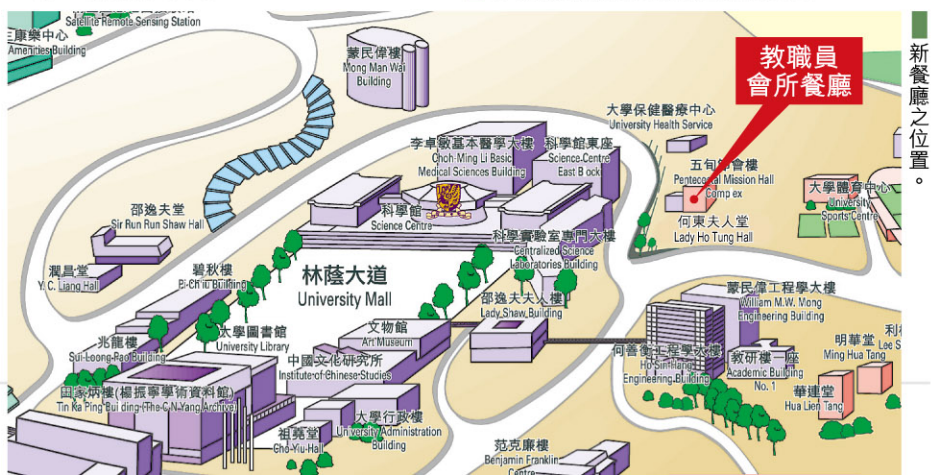 Satellite Remote Sensing Station
康樂中心
Amenities Building
蒙民偉樓
Mong Man Wai
Building
教職員
會所餐廳
新餐廳之位置。
大學保健醫療中心
University Health Service
李卓敏基本醫學大樓
Choh-Ming Li Basic
Medical Sciences Building
科學館東座
Science Centre
East Block
五旬節會樓
Pentecostal Mission Hall
Complex
大學體育中心
University
Sports Centre
何東夫人堂
Lady Ho Tung Hall
邵逸夫堂
Sir Run Run Shaw Hall
科學館
Science Centre
科學實驗室專門大樓
Centralized Science
Laboratories Building
潤昌堂
Y. C. Liang Hall
碧秋樓
Pi Chiu Building
林蔭大道
University Mall
邵逸夫夫人樓
Lady Shaw Building
蒙民偉工程學大樓
William M.W. Mong
Engineering Building
兆龍樓
Sui Loong Pao Building
大學圖書館
University Library
文物館
Art Museum
中國文化研究所
Institute of Chinese Studies
何善衡工程學大樓
Ho Sin Hang
Engineering Building
教研樓一座
Academic Building
No. 1
明華堂
Ming Hua Tang
利
Lee S
華連堂
Hua Lien Tang
田家炳樓(楊振寧學術資料館)
Tin Ka Ping Building (The C N Yang Archive)
祖堯堂
Cho Yiu Hall
大學行政樓
University Administration
Building
范克廉樓
Benjamin Franklin
Centre